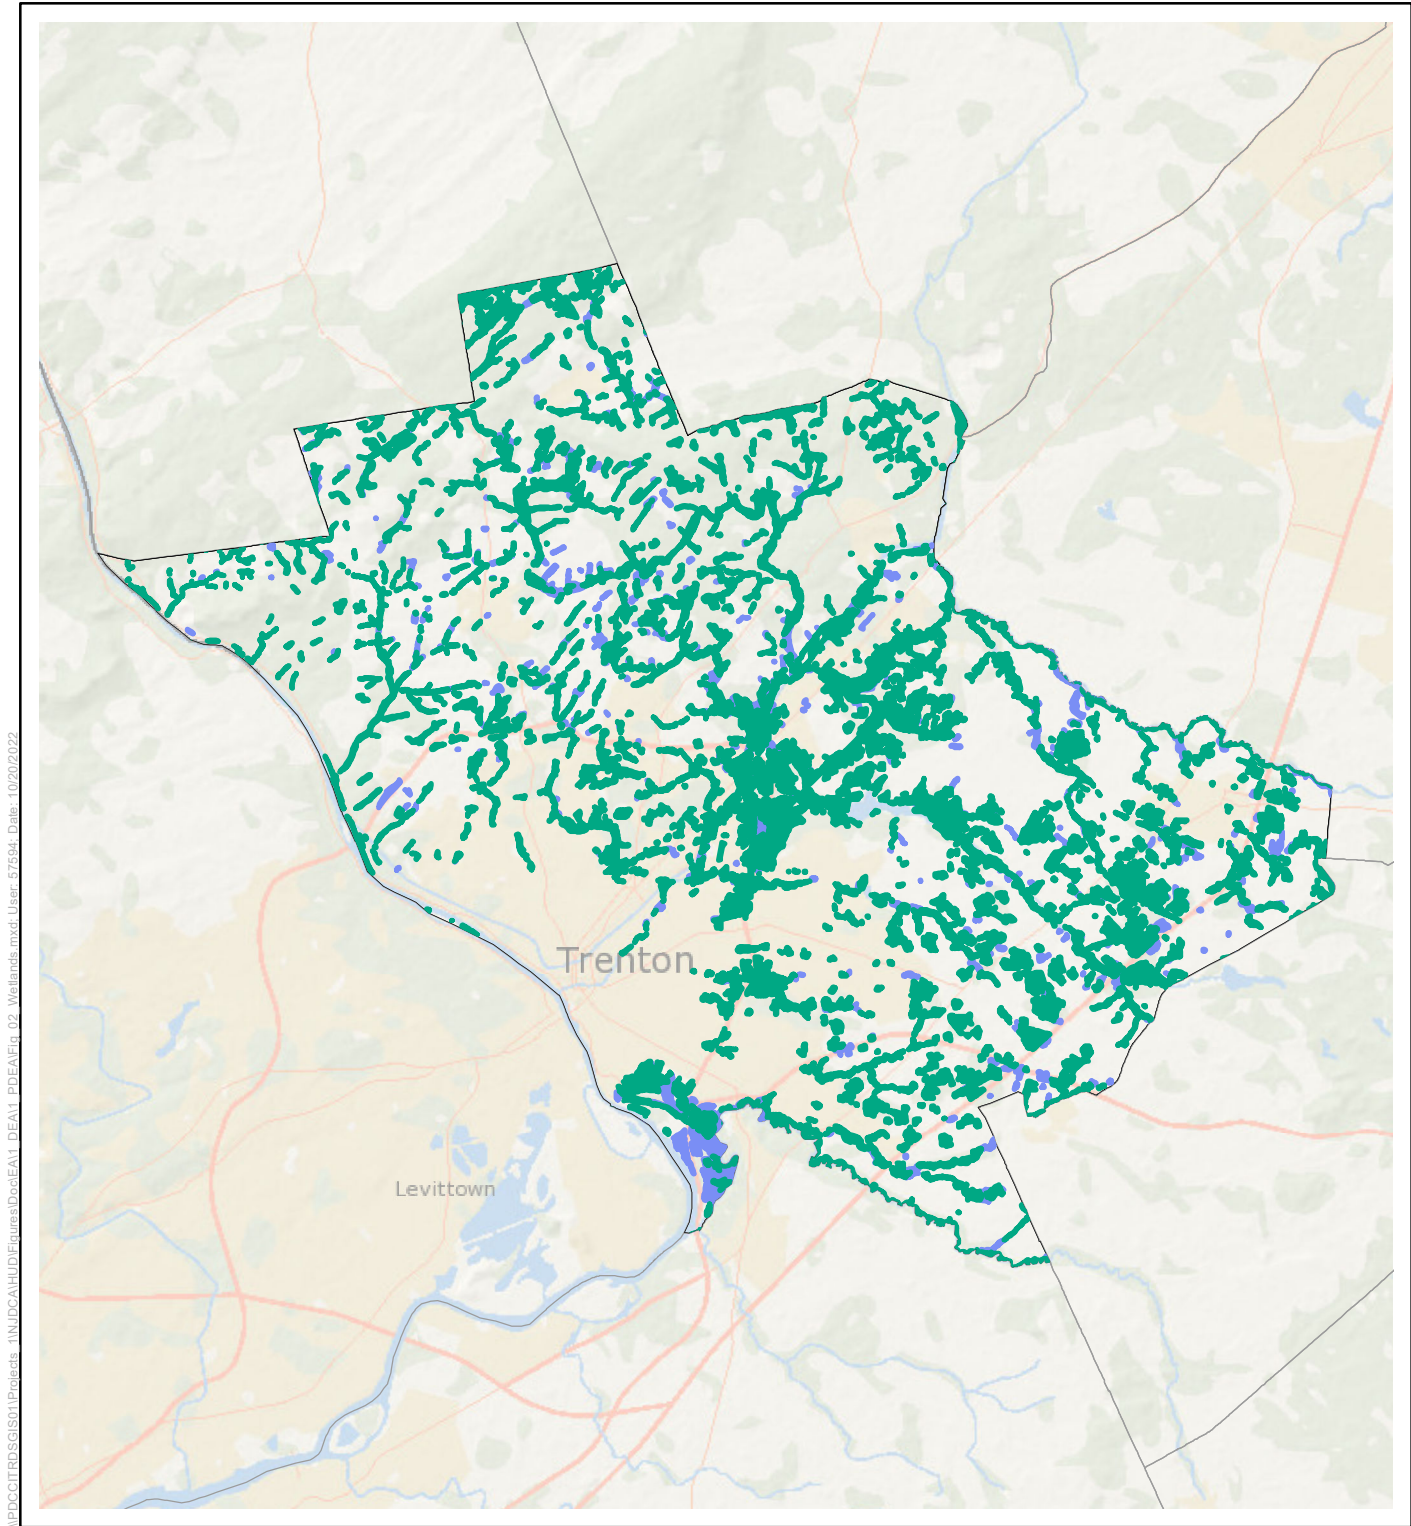 Trenton
Levittown
\\PDCCITRDSGIS01\Projects_1\NJDCA\HUD\Figures\Doc\EA\1_DEA\1_PDEA\Fig_02_Wetlands.mxd; User: 57594; Date: 10/20/2022